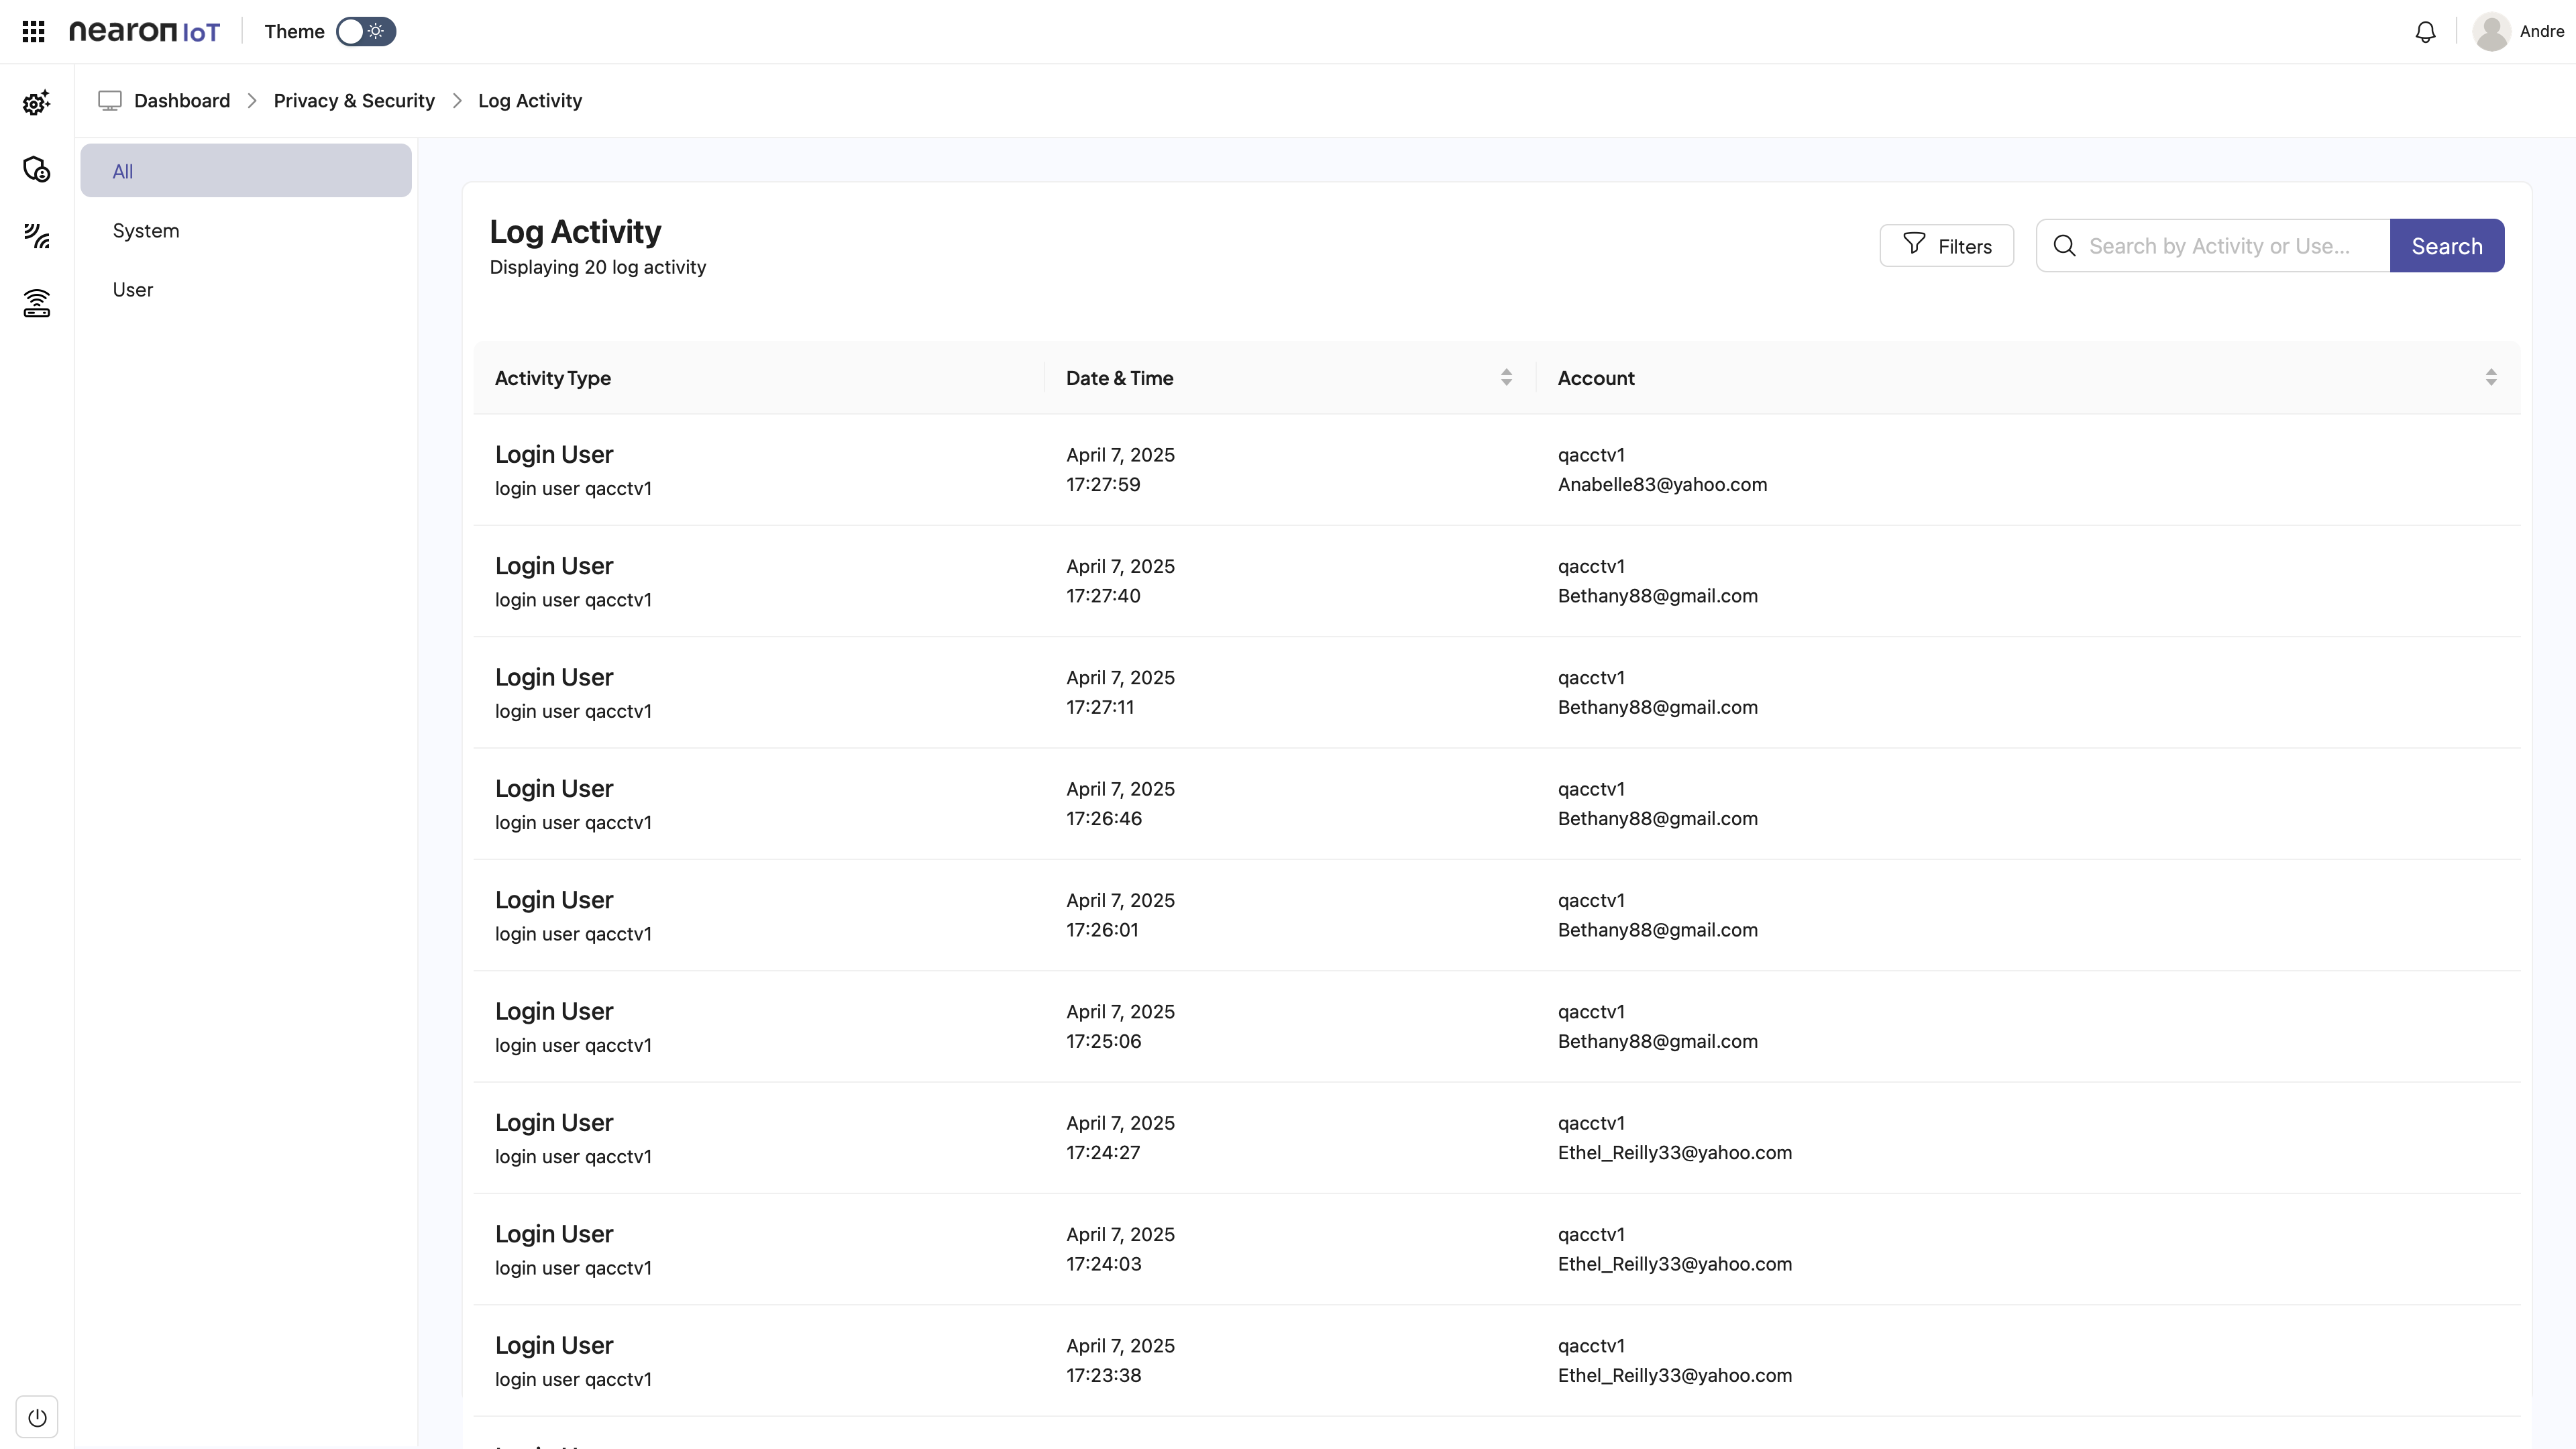 nearon IoT
Theme
Andre
Dashboard > Privacy & Security > Log Activity
All
System
User
Log Activity
Displaying 20 log activity
Filters
Search by Activity or Use...
Search
Activity Type
Date & Time
Account
Login User
login user qacctv1
April 7, 2025
17:27:59
qacctv1
Anabelle83@yahoo.com
Login User
login user qacctv1
April 7, 2025
17:27:40
qacctv1
Bethany88@gmail.com
Login User
login user qacctv1
April 7, 2025
17:27:11
qacctv1
Bethany88@gmail.com
Login User
login user qacctv1
April 7, 2025
17:26:46
qacctv1
Bethany88@gmail.com
Login User
login user qacctv1
April 7, 2025
17:26:01
qacctv1
Bethany88@gmail.com
Login User
login user qacctv1
April 7, 2025
17:25:06
qacctv1
Bethany88@gmail.com
Login User
login user qacctv1
April 7, 2025
17:24:27
qacctv1
Ethel_Reilly33@yahoo.com
Login User
login user qacctv1
April 7, 2025
17:24:03
qacctv1
Ethel_Reilly33@yahoo.com
Login User
login user qacctv1
April 7, 2025
17:23:38
qacctv1
Ethel_Reilly33@yahoo.com